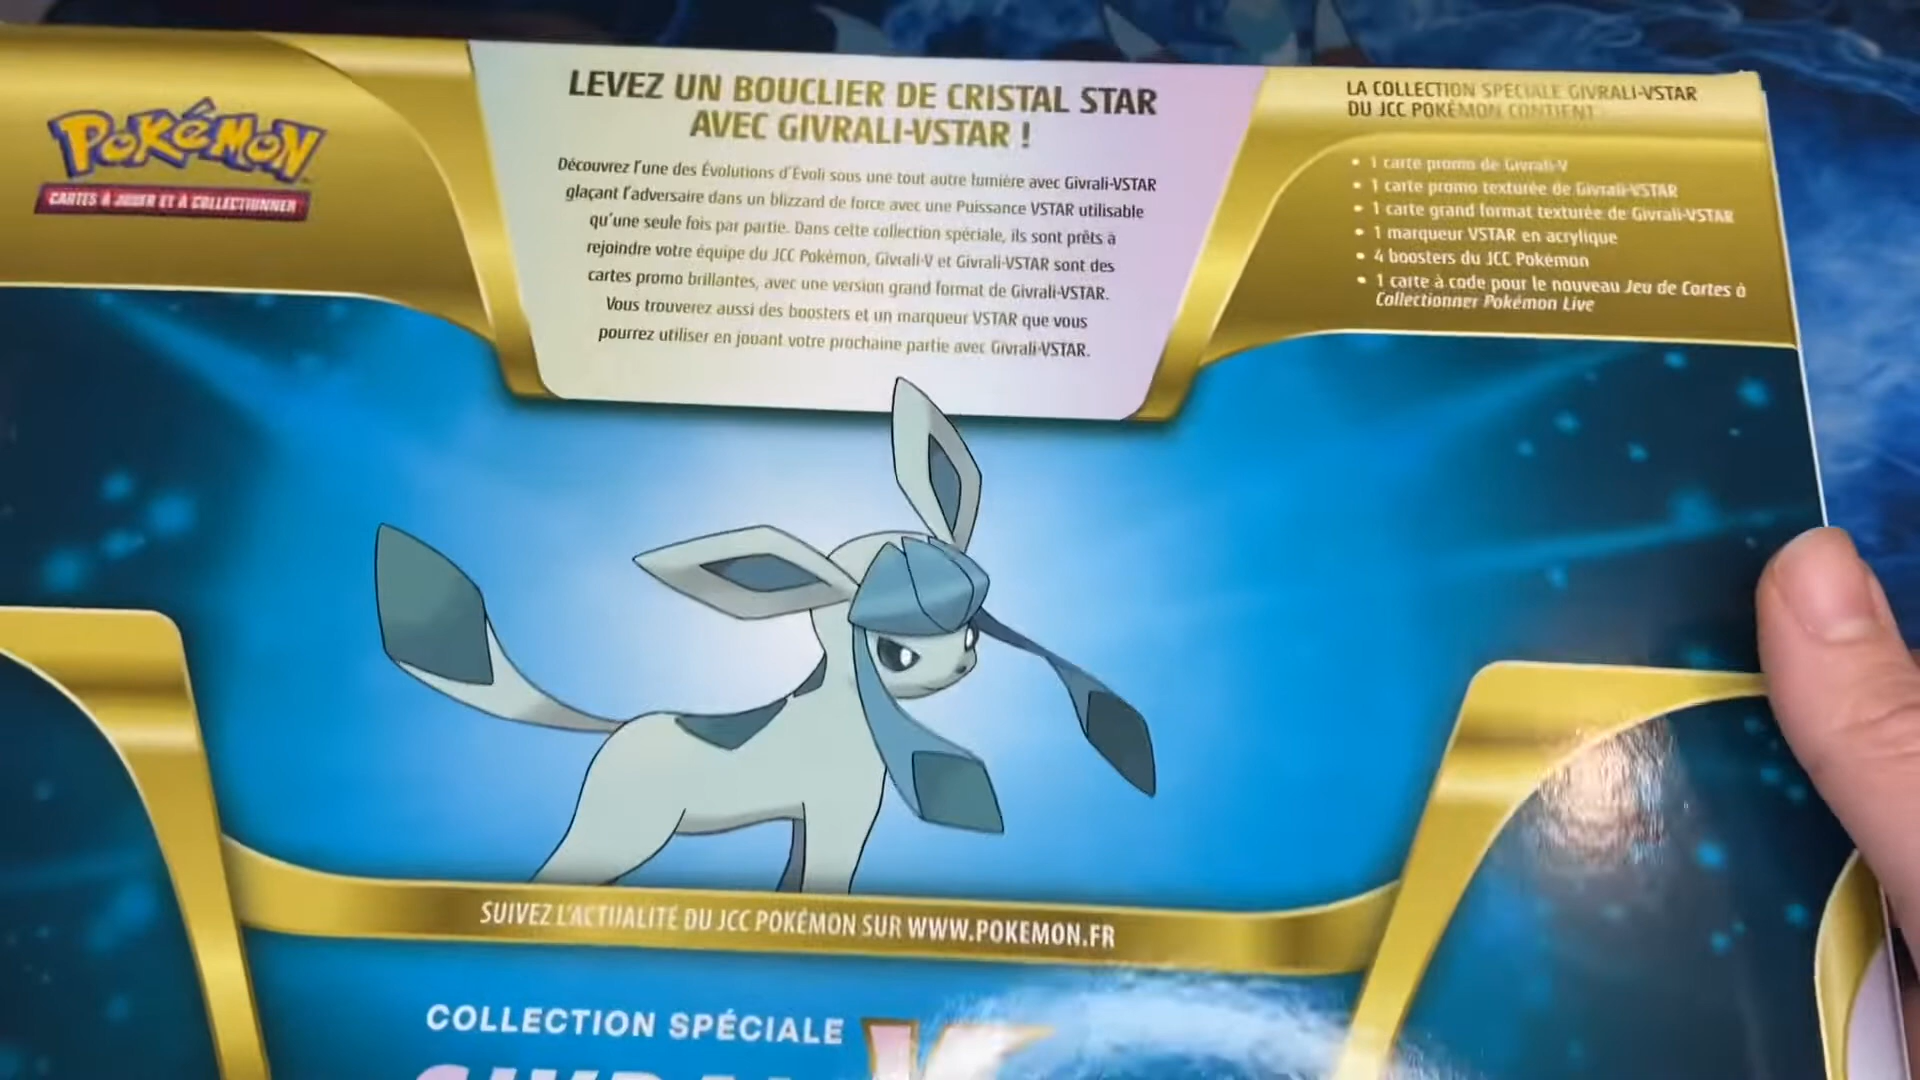 POKÉMON
CARTES À JOUER ET À COLLECTIONNER
LEVEZ UN BOUCLIER DE CRISTAL STAR
AVEC GIVRALI-VSTAR !
Découvrez l'une des Évolutions d'Évoli sous une tout autre lumière avec Givrali-VSTAR
glaçant l'adversaire dans un blizzard de force avec une Puissance VSTAR utilisable
qu'une seule fois par partie. Dans cette collection spéciale, ils sont prêts à
rejoindre votre équipe du JCC Pokémon, Givrali-V et Givrali-VSTAR sont des
cartes promo brillantes, avec une version grand format de Givrali-VSTAR.
Vous trouverez aussi des boosters et un marqueur VSTAR que vous
pourrez utiliser en jouant votre prochaine partie avec Givrali-VSTAR.
LA COLLECTION SPÉCIALE GIVRALI-VSTAR
DU JCC POKÉMON CONTIENT
• 1 carte promo de Givrali-V
• 1 carte promo texturée de Givrali-VSTAR
• 1 carte grand format texturée de Givrali-VSTAR
• 1 marqueur VSTAR en acrylique
• 4 boosters du JCC Pokémon
• 1 carte à code pour le nouveau Jeu de Cartes à
Collectionner Pokémon Live
SUIVEZ L'ACTUALITÉ DU JCC POKÉMON SUR WWW.POKEMON.FR
COLLECTION SPÉCIALE